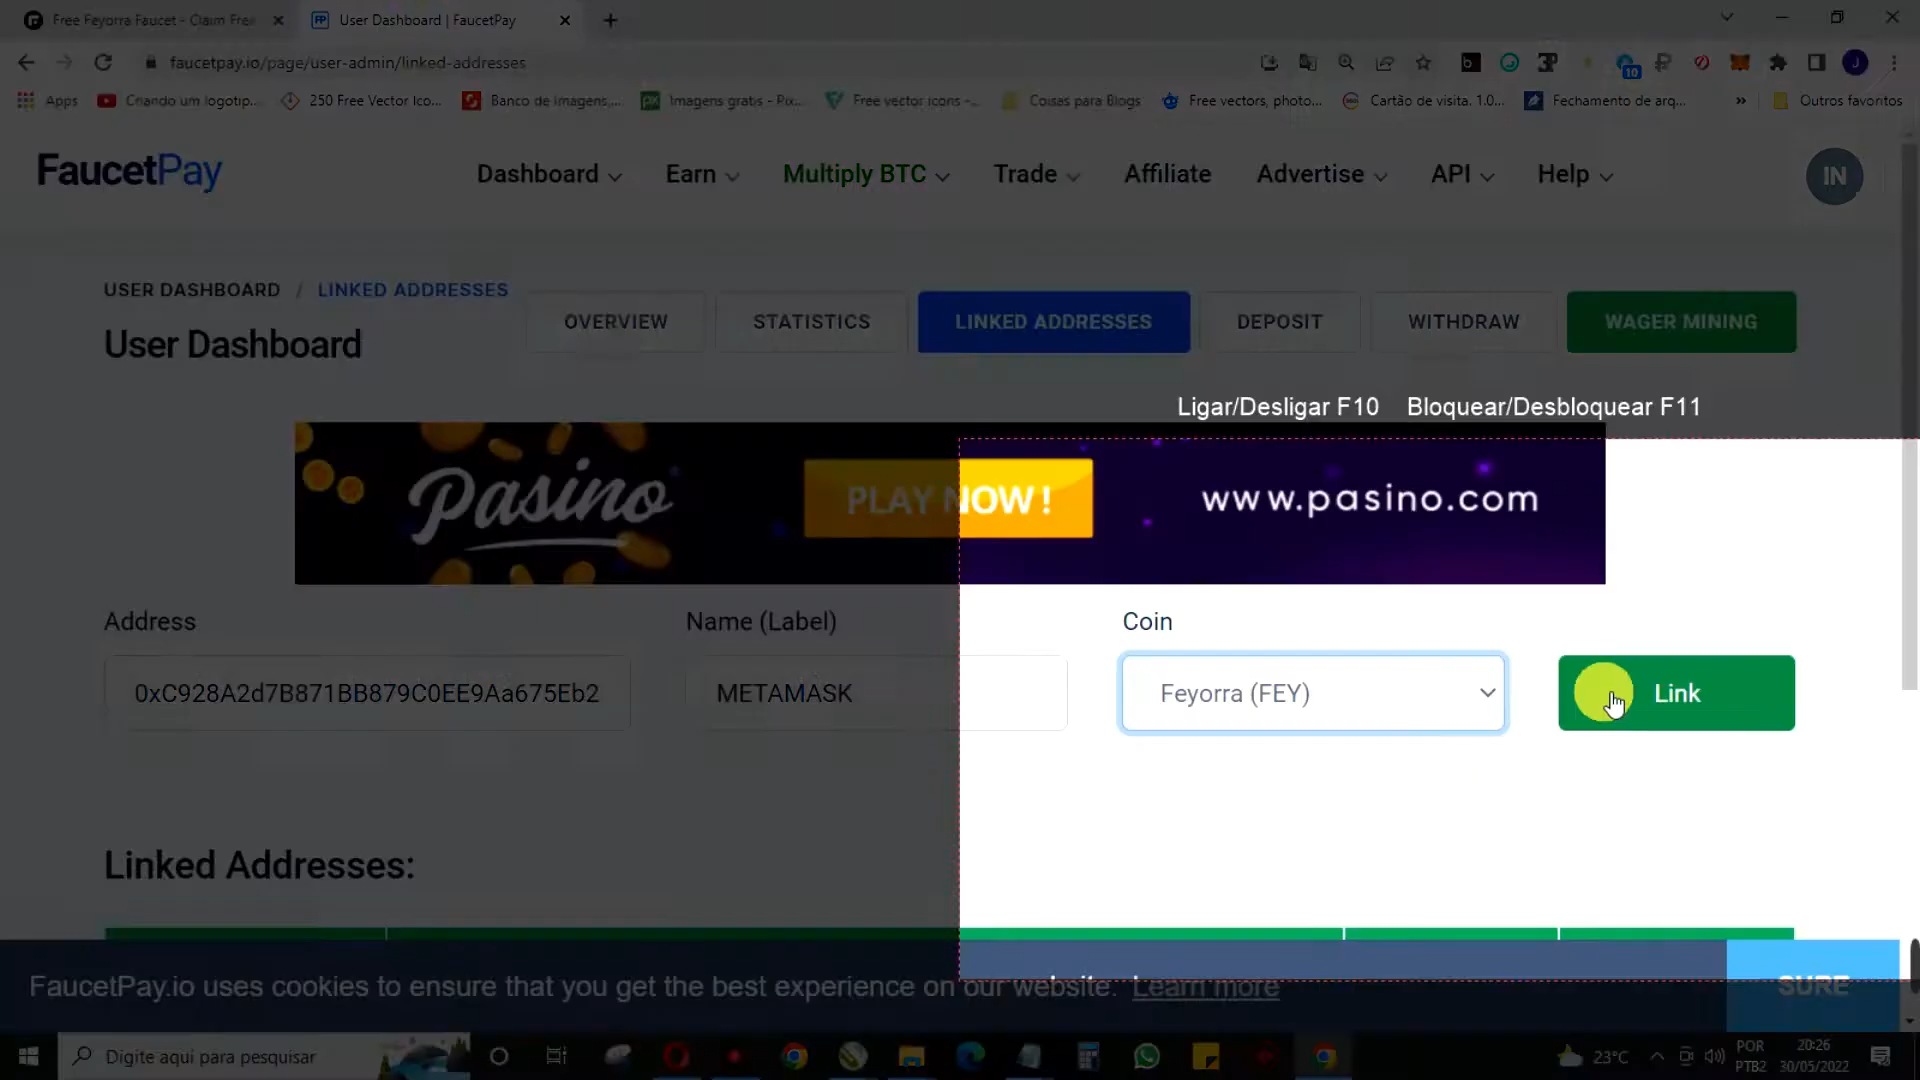 Free Feyorra Faucet - Claim Free
User Dashboard | FaucetPay
faucetpay.io/page/user-admin/linked-addresses
10
Apps
Criando um logotip...
250 Free Vector Ico...
Banco de imagens,...
Imagens grátis - Pix...
Free vector icons -...
Coisas para Blogs
Free vectors, photo...
Cartão de visita. 1.0...
Fechamento de arq...
»
Outros favoritos
FaucetPay
Dashboard
Earn
Multiply BTC
Trade
Affiliate
Advertise
API
Help
IN
USER DASHBOARD / LINKED ADDRESSES
User Dashboard
OVERVIEW
STATISTICS
LINKED ADDRESSES
DEPOSIT
WITHDRAW
WAGER MINING
Ligar/Desligar F10 Bloquear/Desbloquear F11
Pasino
PLAY NOW!
www.pasino.com
Address
Name (Label)
Coin
0xC928A2d7B871BB879C0EE9Aa675Eb2
METAMASK
Feyorra (FEY)
Link
Linked Addresses:
FaucetPay.io uses cookies to ensure that you get the best experience on our website. Learn more
SURE
Digite aqui para pesquisar
23°C
POR
PTB2
20:26
30/05/2022